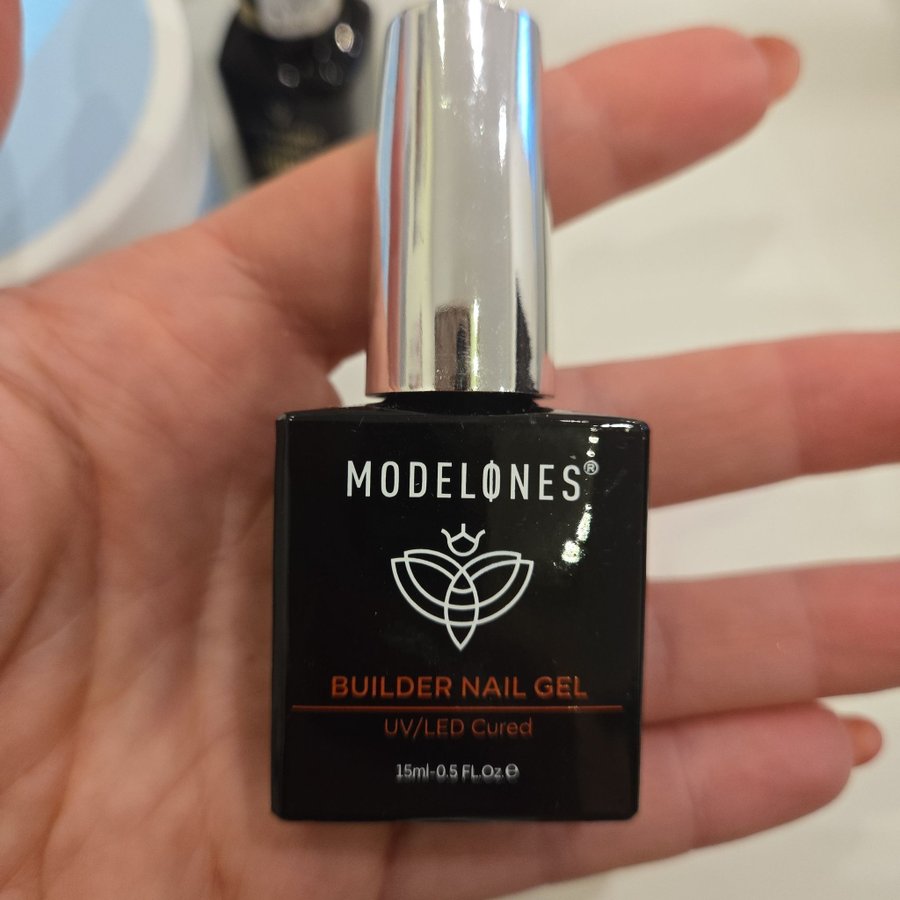 MODELONES®
BUILDER NAIL GEL
UV/LED Cured
15ml-0.5 FL.Oz.℮